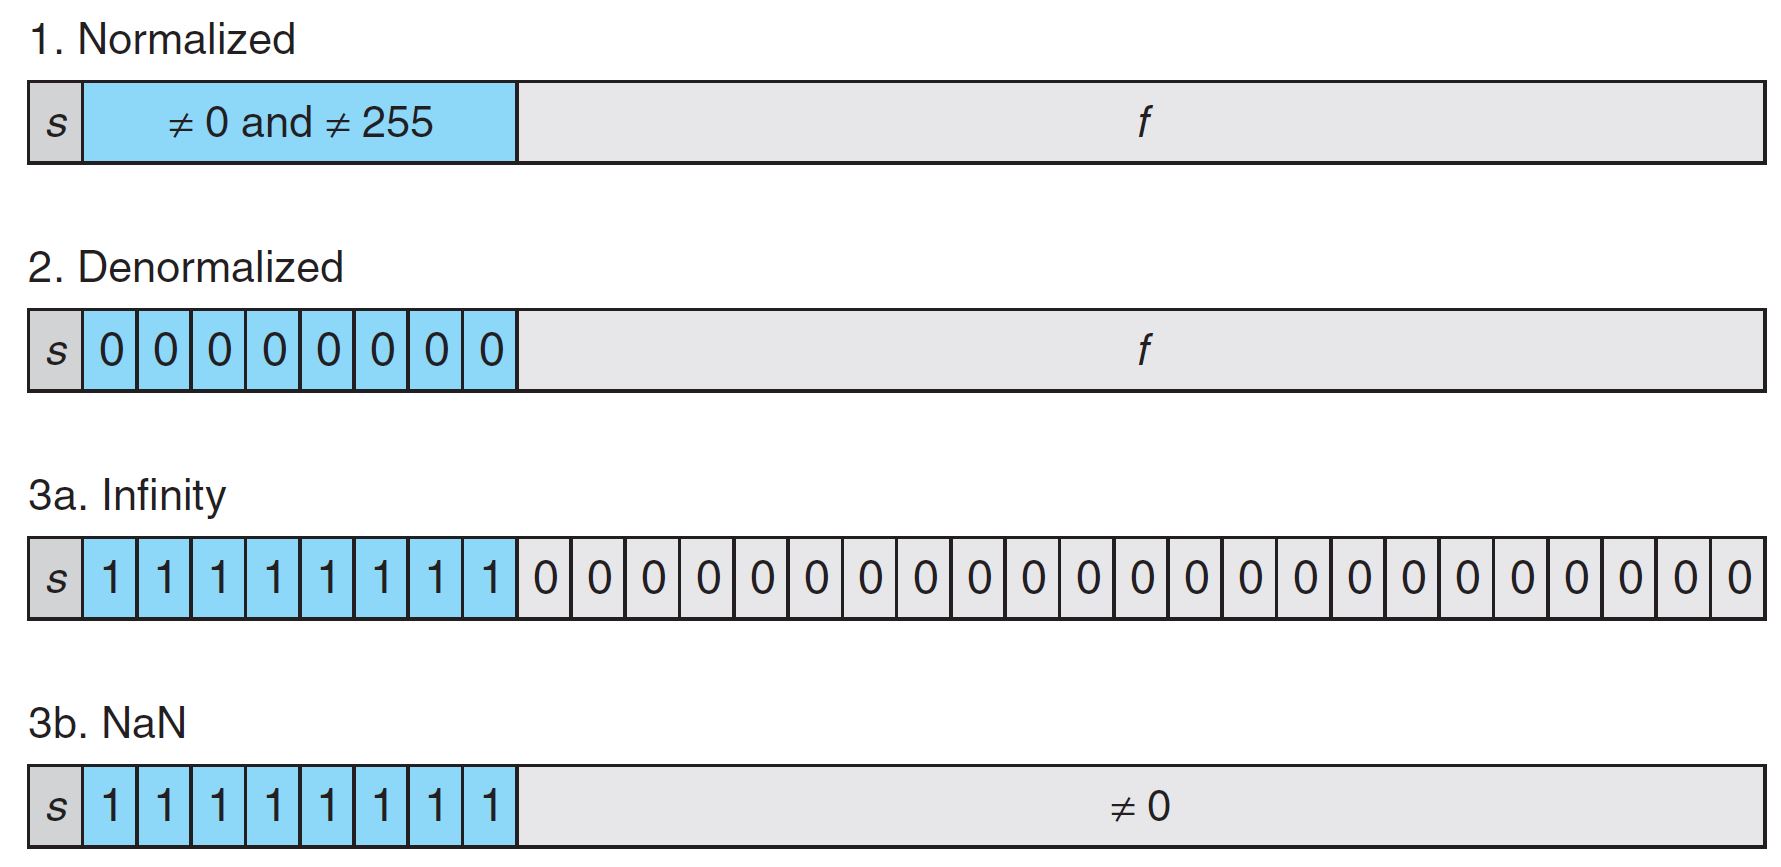 1. Normalized
s ≠ 0 and ≠ 255 f
2. Denormalized
s 0 0 0 0 0 0 0 0 f
3a. Infinity
s 1 1 1 1 1 1 1 1 0 0 0 0 0 0 0 0 0 0 0 0 0 0 0 0 0 0 0 0 0 0 0
3b. NaN
s 1 1 1 1 1 1 1 1 ≠ 0